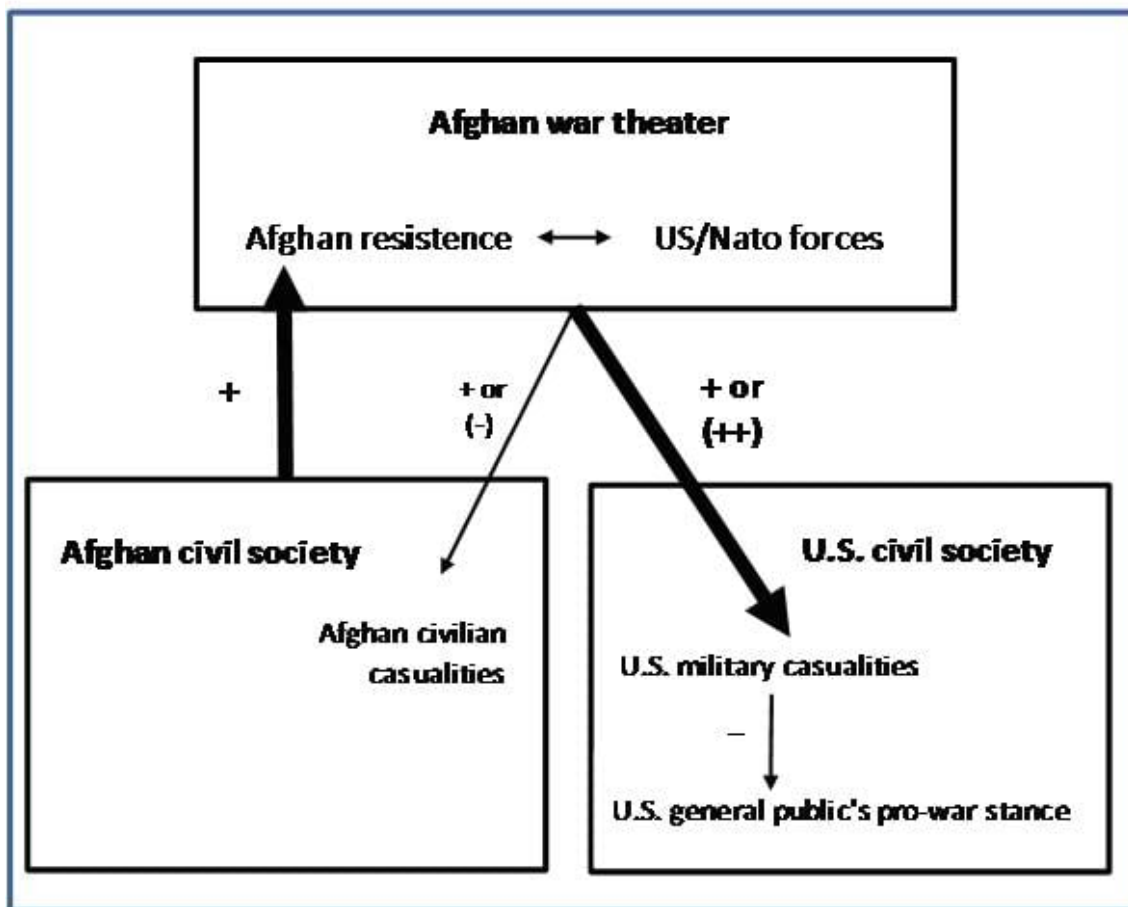 Afghan war theater
Afghan resistence
US/Nato forces
+
+ or
(-)
+ or
(++)
Afghan civil society
Afghan civilian
casualities
U.S. civil society
U.S. military casualities
–
U.S. general public's pro-war stance